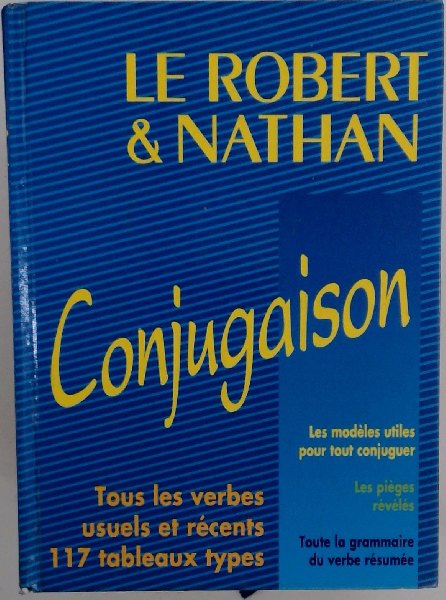 LE ROBERT
& NATHAN
Conjugaison
Les modèles utiles
pour tout conjuguer
Les pièges
révélés
Toute la grammaire
du verbe résumée
Tous les verbes
usuels et récents
117 tableaux types